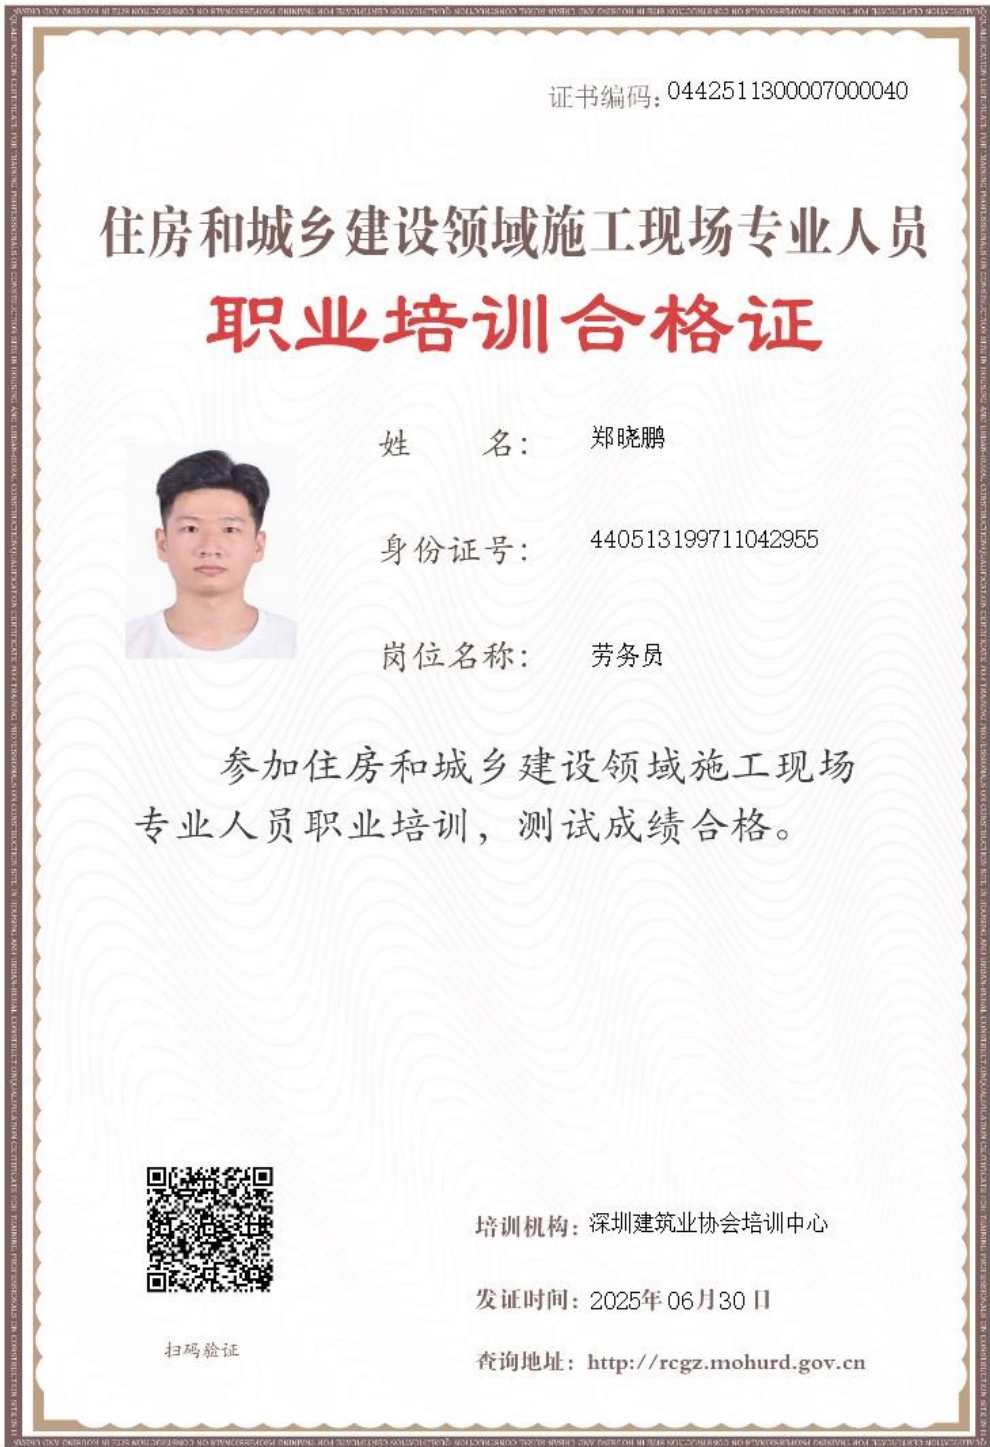 证书编码：0442511300007000040
住房和城乡建设领域施工现场专业人员
职业培训合格证
姓 名： 郑晓鹏
身份证号： 440513199711042955
岗位名称： 劳务员
参加住房和城乡建设领域施工现场
专业人员职业培训，测试成绩合格。
扫码验证
培训机构：深圳建筑业协会培训中心
发证时间：2025年06月30日
查询地址：http://rcgz.mohurd.gov.cn